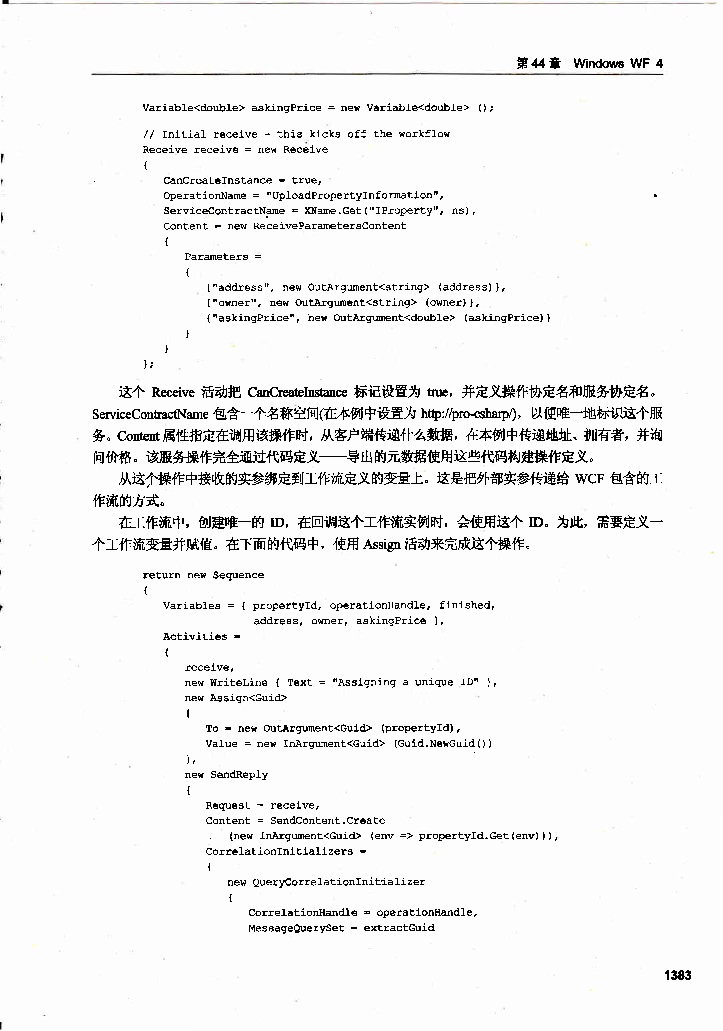 第 44 章 Windows WF 4
Variable<double> askingPrice = new Variable<double> ();
// Initial receive - this kicks off the workflow
Receive receive = new Receive
{
CanCreateInstance = true,
OperationName = "UploadPropertyInformation",
ServiceContractName = XName.Get("IProperty", ns),
Content = new ReceiveParametersContent
{
Parameters =
{
{"address", new OutArgument<string> (address)},
{"owner", new OutArgument<string> (owner)},
{"askingPrice", new OutArgument<double> (askingPrice)}
}
}
};
这个 Receive 活动把 CanCreateInstance 标记设置为 true，并定义操作协定名和服务协定名。
ServiceContractName 包含一个名称空间(在本例中设置为 http://pro-csharp/)，以便唯一地标识这个服
务。Content 属性指定在调用该操作时，从客户端传递什么数据，在本例中传递地址、拥有者，并询
问价格。该服务操作完全通过代码定义——导出的元数据使用这些代码构建操作定义。
从这个操作中接收的实参绑定到工作流定义的变量上。这是把外部实参传递给 WCF 包含的工
作流的方式。
在工作流中，创建唯一的 ID，在回调这个工作流实例时，会使用这个 ID。为此，需要定义一
个工作流变量并赋值。在下面的代码中，使用 Assign 活动来完成这个操作。
return new Sequence
{
Variables = { propertyId, operationHandle, finished,
address, owner, askingPrice },
Activities =
{
receive,
new WriteLine { Text = "Assigning a unique ID" },
new Assign<Guid>
{
To = new OutArgument<Guid> (propertyId),
Value = new InArgument<Guid> (Guid.NewGuid())
},
new SendReply
{
Request = receive,
Content = SendContent.Create
(new InArgument<Guid> (env => propertyId.Get(env))),
CorrelationInitializers =
{
new QueryCorrelationInitializer
{
CorrelationHandle = operationHandle,
MessageQuerySet = extractGuid
1383